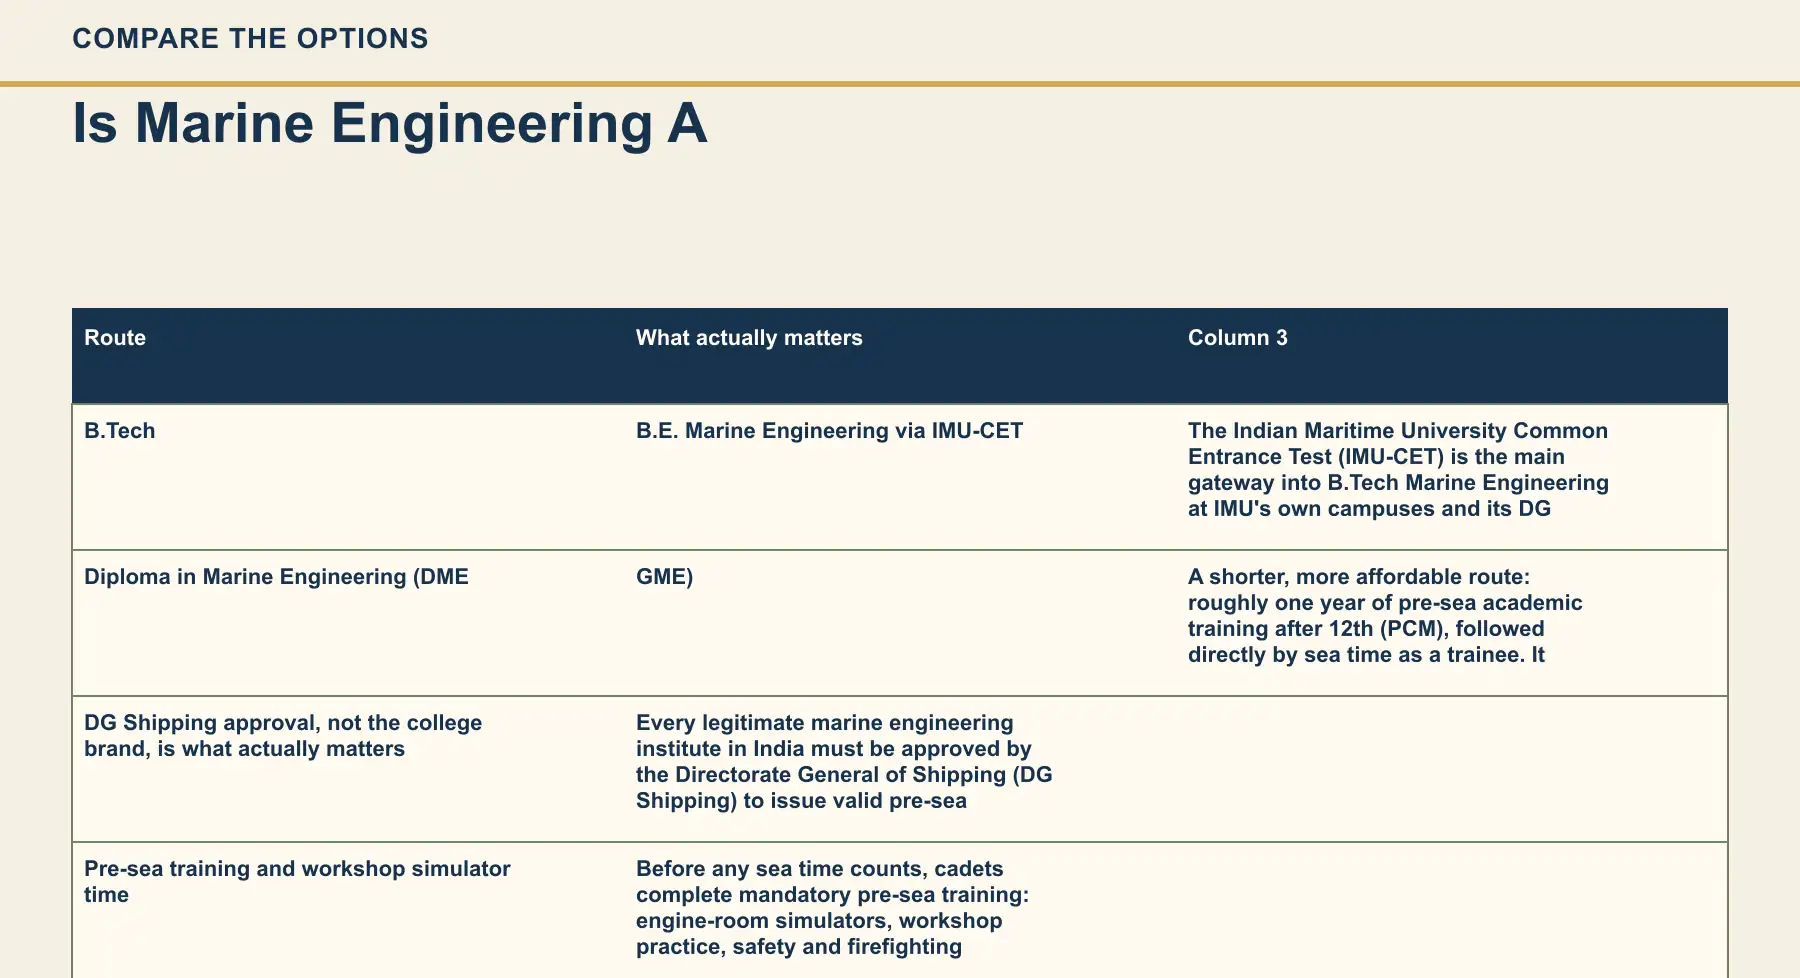 COMPARE THE OPTIONS
Is Marine Engineering A
Route
What actually matters
Column 3
B.Tech
B.E. Marine Engineering via IMU-CET
The Indian Maritime University Common
Entrance Test (IMU-CET) is the main
gateway into B.Tech Marine Engineering
at IMU's own campuses and its DG
Diploma in Marine Engineering (DME
GME)
A shorter, more affordable route:
roughly one year of pre-sea academic
training after 12th (PCM), followed
directly by sea time as a trainee. It
DG Shipping approval, not the college
brand, is what actually matters
Every legitimate marine engineering
institute in India must be approved by
the Directorate General of Shipping (DG
Shipping) to issue valid pre-sea
Pre-sea training and workshop simulator
time
Before any sea time counts, cadets
complete mandatory pre-sea training:
engine-room simulators, workshop
practice, safety and firefighting